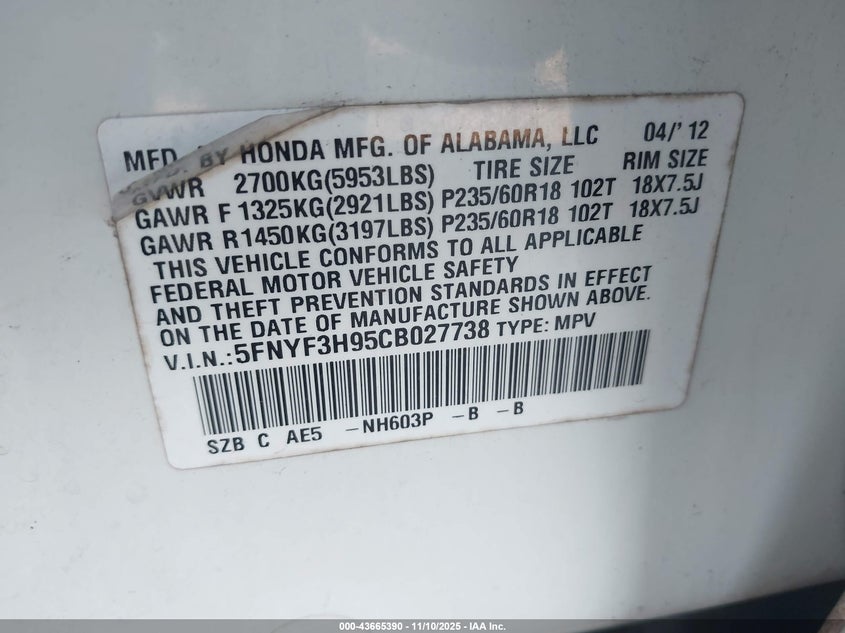 MFD. BY HONDA MFG. OF ALABAMA, LLC 04/'12
GVWR 2700KG(5953LBS) TIRE SIZE RIM SIZE
GAWR F 1325KG(2921LBS) P235/60R18 102T 18X7.5J
GAWR R1450KG(3197LBS) P235/60R18 102T 18X7.5J
THIS VEHICLE CONFORMS TO ALL APPLICABLE
FEDERAL MOTOR VEHICLE SAFETY
AND THEFT PREVENTION STANDARDS IN EFFECT
ON THE DATE OF MANUFACTURE SHOWN ABOVE.
V.I.N.:5FNYF3H95CB027738 TYPE: MPV
SZB C AE5 -NH603P -B -B
000-43665390 - 11/10/2025 - IAA Inc.